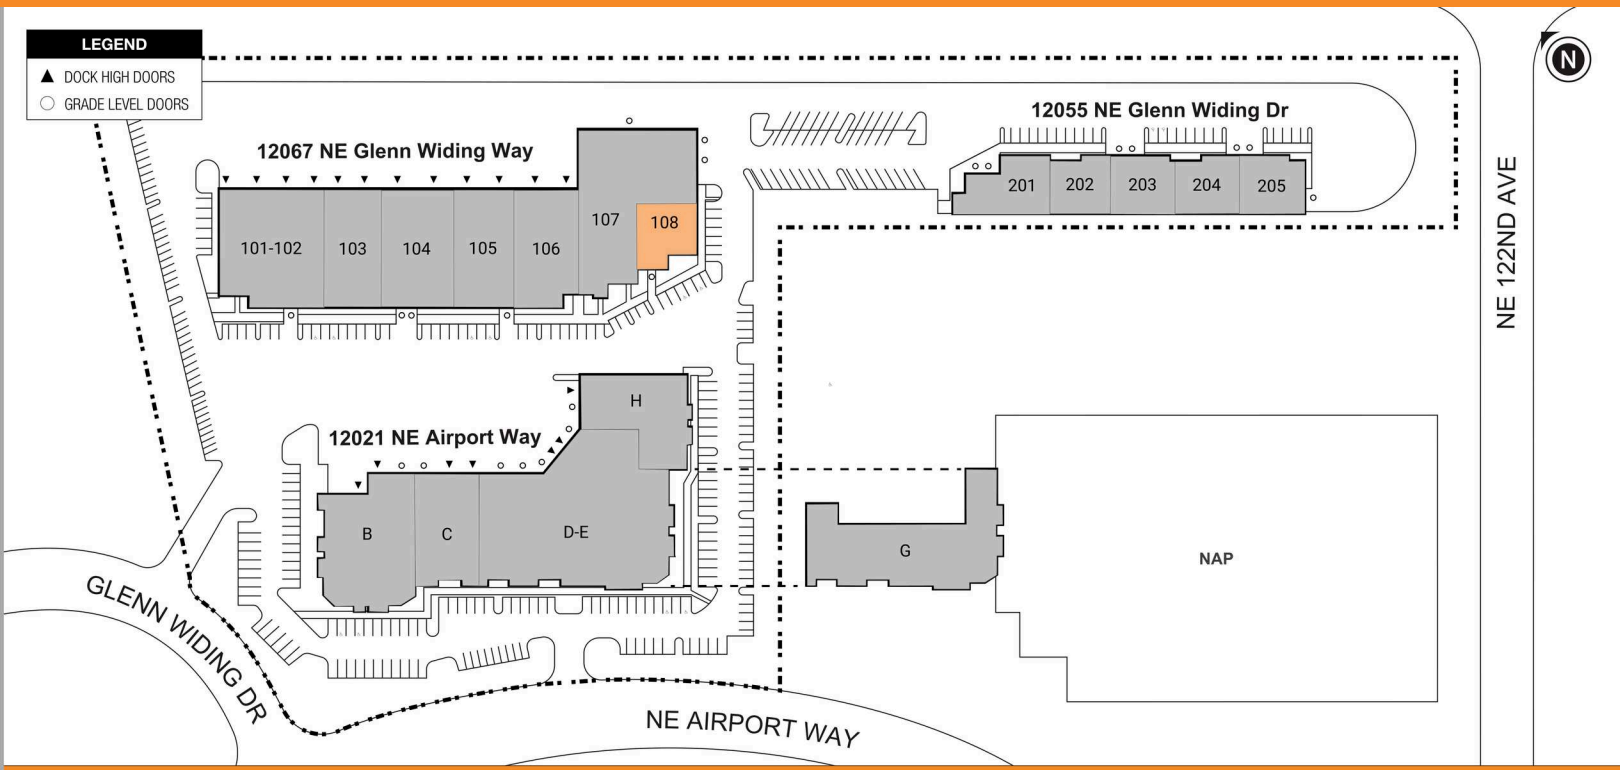 LEGEND
DOCK HIGH DOORS
GRADE LEVEL DOORS
N
12055 NE Glenn Widing Dr
12067 NE Glenn Widing Way
201
202
203
204
205
107
108
101-102
103
104
105
106
NE 122ND AVE
H
12021 NE Airport Way
B
C
D-E
G
NAP
GLENN WIDING DR
NE AIRPORT WAY